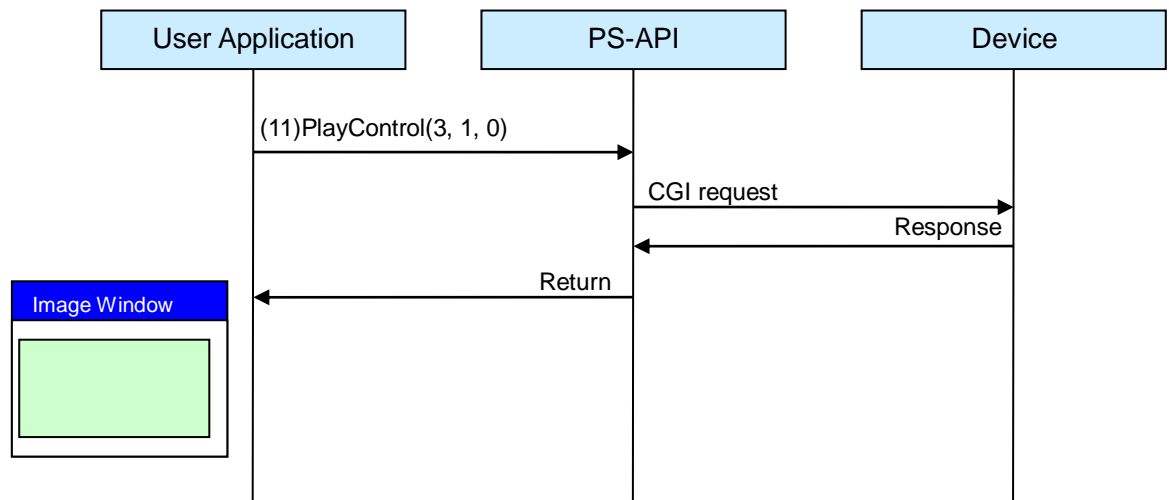 User Application
PS-API
Device
(11)PlayControl(3, 1, 0)
CGI request
Response
Return
Image Window